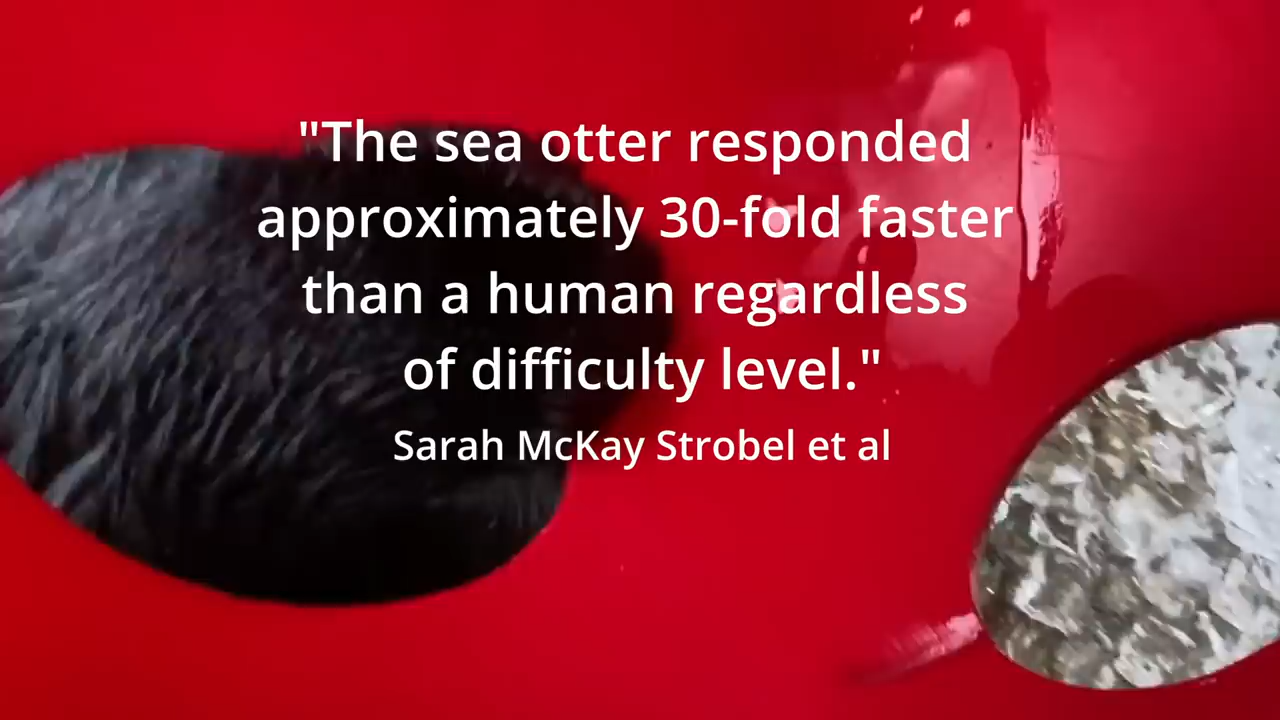 "The sea otter responded
approximately 30-fold faster
than a human regardless
of difficulty level."
Sarah McKay Strobel et al